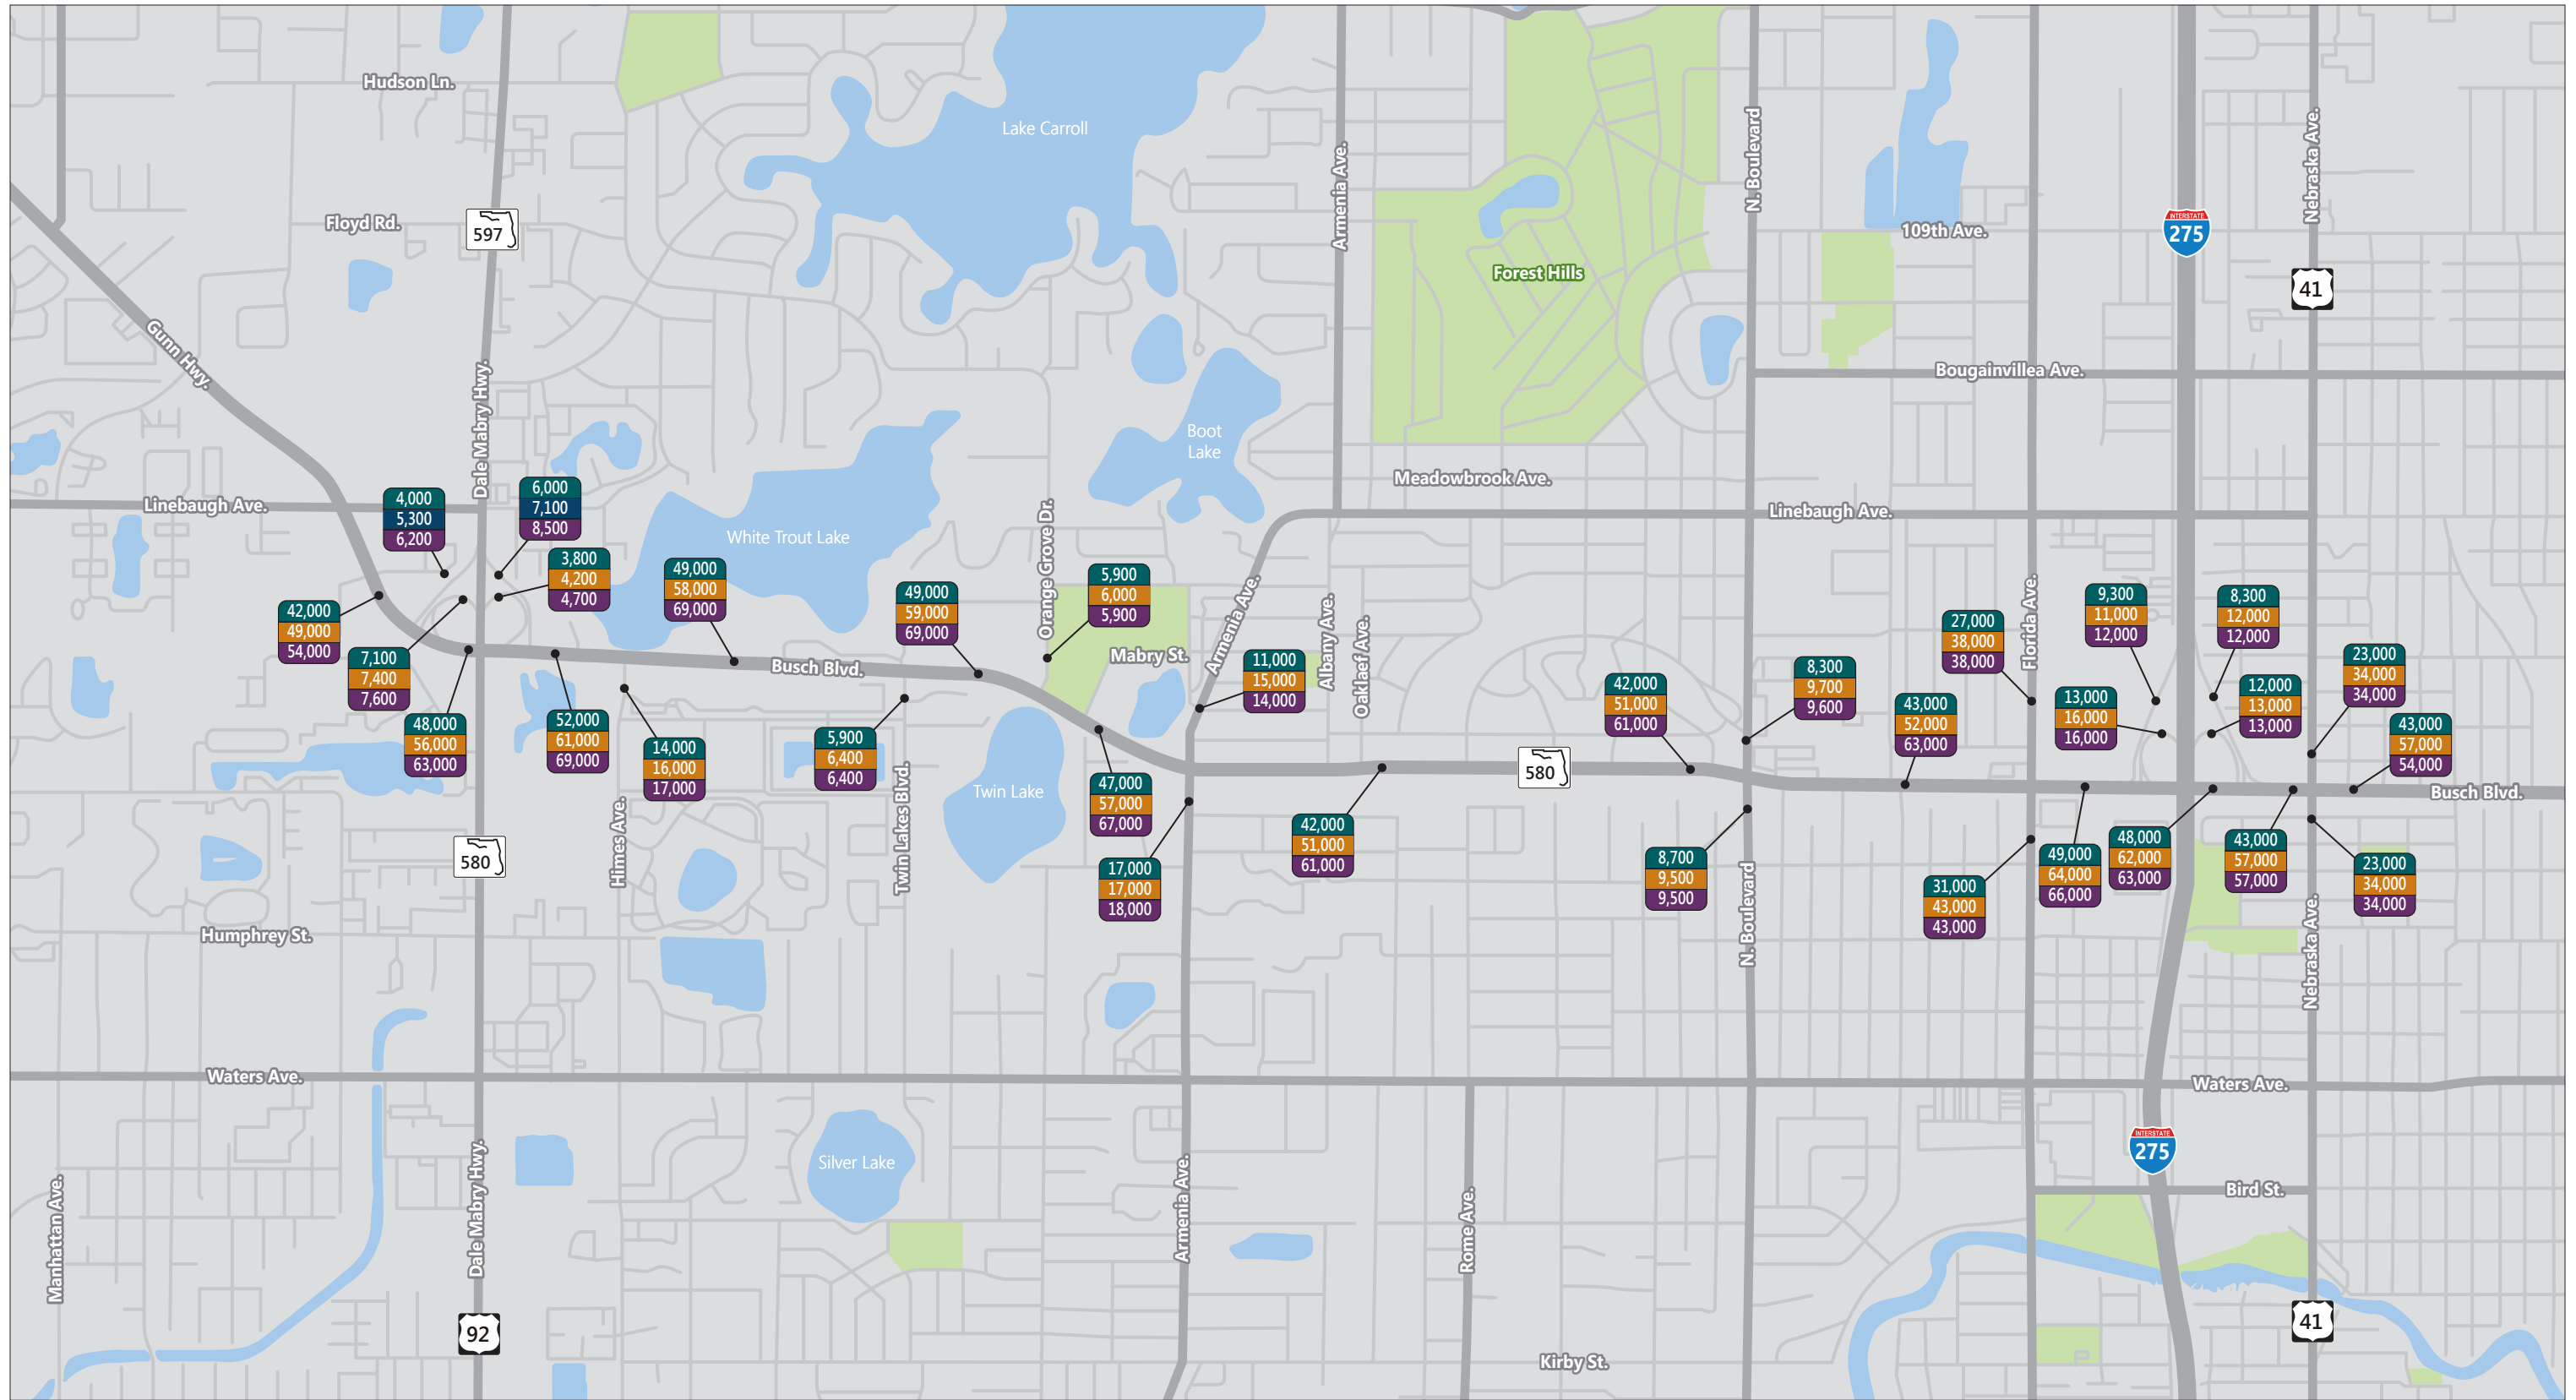 Hudson Ln.
Lake Carroll
Armenia Ave.
N. Boulevard
Nebraska Ave.
Floyd Rd.
597
109th Ave.
INTERSTATE
275
Forest Hills
41
Gunn Hwy.
Dale Mabry Hwy.
Bougainvillea Ave.
Boot
Lake
Meadowbrook Ave.
Linebaugh Ave.
4,000
5,300
6,200
6,000
7,100
8,500
White Trout Lake
Orange Grove Dr.
Linebaugh Ave.
3,800
4,200
4,700
49,000
58,000
69,000
49,000
59,000
69,000
5,900
6,000
5,900
Armenia Ave.
Albany Ave.
Oaklaef Ave.
Florida Ave.
42,000
49,000
54,000
7,100
7,400
7,600
48,000
56,000
63,000
52,000
61,000
69,000
14,000
16,000
17,000
Busch Blvd.
5,900
6,400
6,400
Mabry St.
11,000
15,000
14,000
42,000
51,000
61,000
8,300
9,700
9,600
43,000
52,000
63,000
27,000
38,000
38,000
9,300
11,000
12,000
8,300
12,000
12,000
13,000
16,000
16,000
12,000
13,000
13,000
23,000
34,000
34,000
43,000
57,000
54,000
580
Twin Lake
47,000
57,000
67,000
Busch Blvd.
580
Himes Ave.
Twin Lakes Blvd.
17,000
17,000
18,000
42,000
51,000
61,000
8,700
9,500
9,500
N. Boulevard
31,000
43,000
43,000
49,000
64,000
66,000
48,000
62,000
63,000
43,000
57,000
57,000
23,000
34,000
34,000
Nebraska Ave.
Humphrey St.
Waters Ave.
Waters Ave.
INTERSTATE
275
Silver Lake
Manhattan Ave.
Dale Mabry Hwy.
Armenia Ave.
Rome Ave.
Bird St.
92
Kirby St.
41